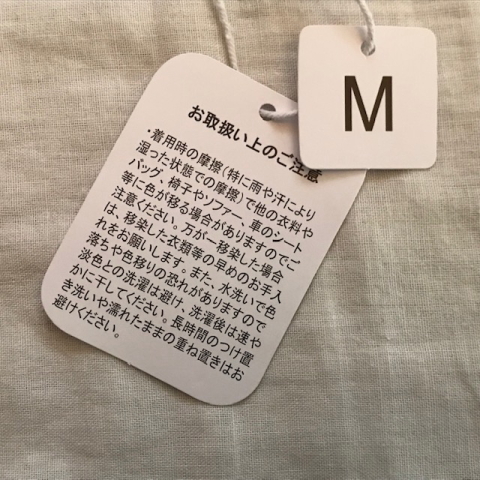 お取扱い上のご注意
・着用時の摩擦(特に雨や汗により
湿った状態での摩擦)で他の衣料や
バッグ、椅子やソファー、車のシート
等に色が移る場合がありますのでご
注意ください。万が一移染した場合
は、移染した衣類等の早めのお手入
れをお願いします。また、水洗いで色
落ちや色移りの恐れがありますので
淡色との洗濯は避け、洗濯後は速や
かに干してください。長時間のつけ置
き洗いや濡れたままの重ね置きはお
避けください。
M